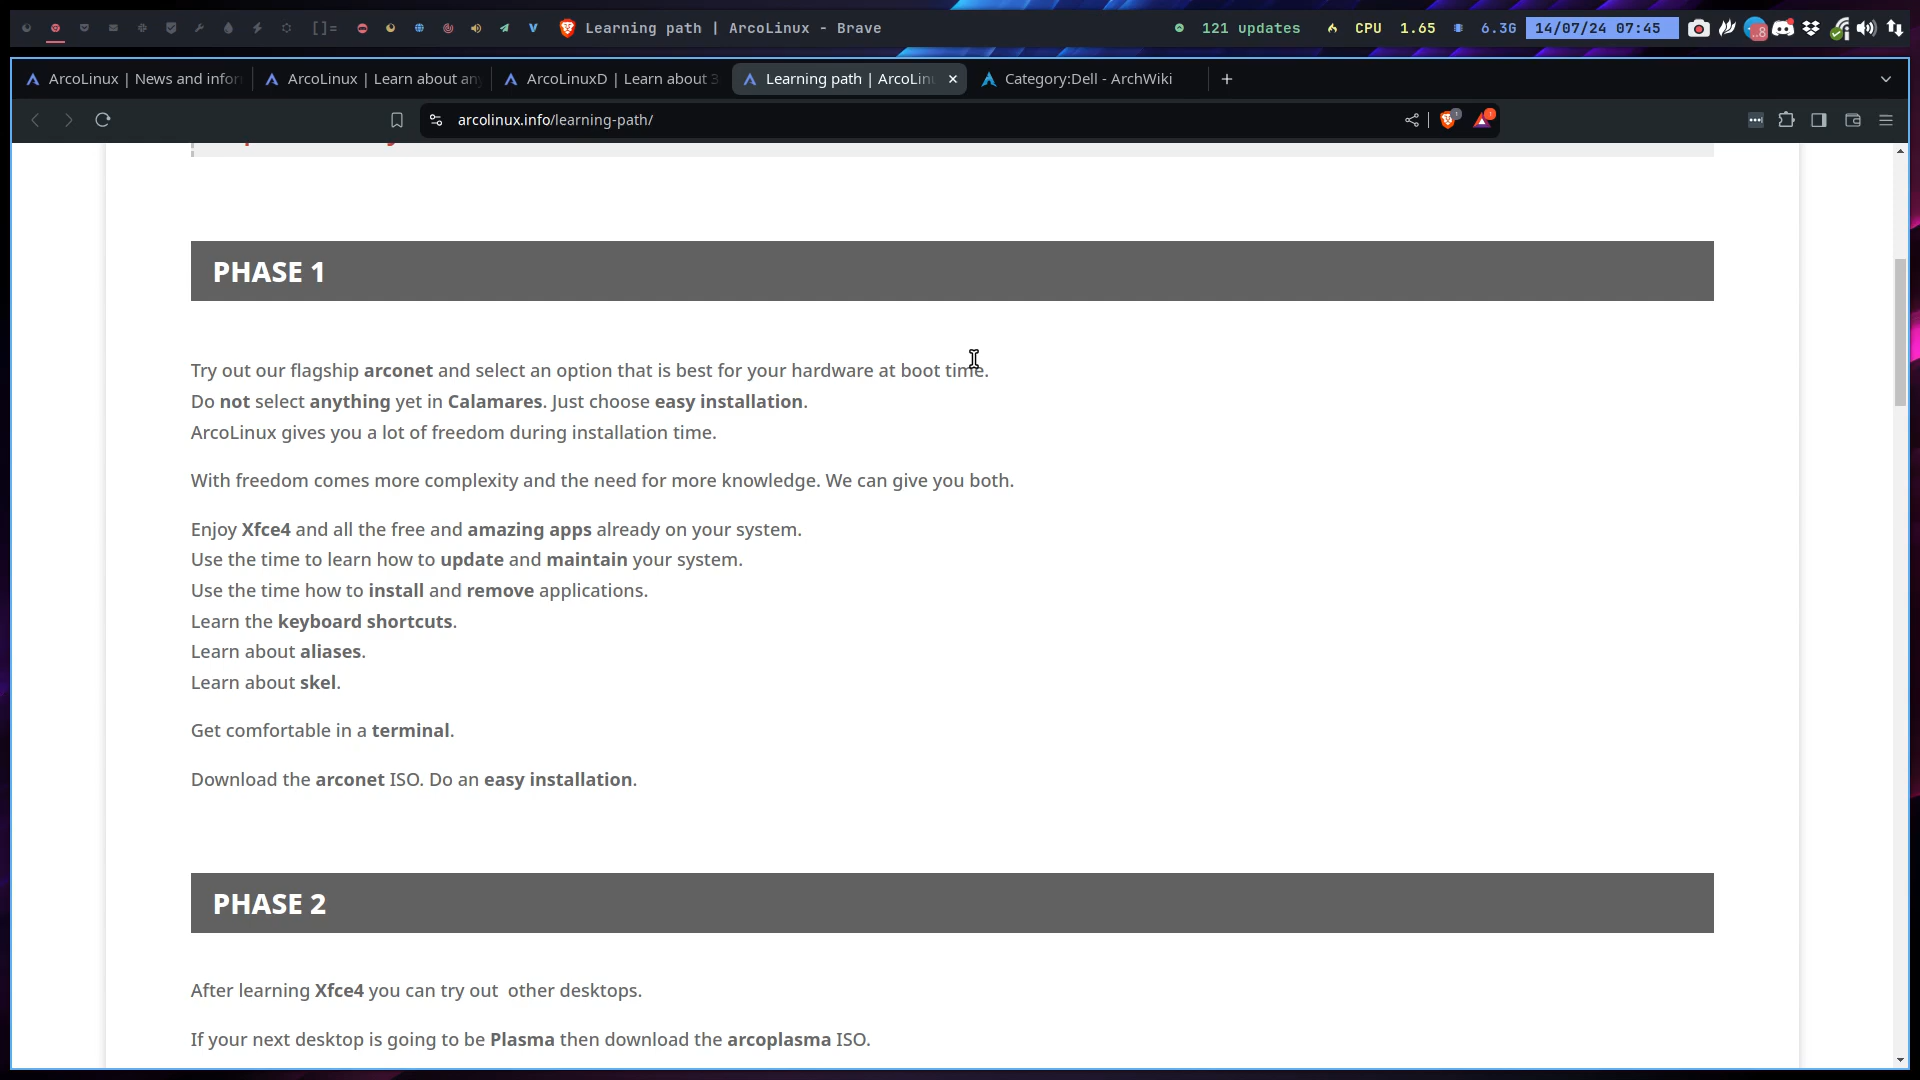 []= Learning path | ArcoLinux - Brave 121 updates CPU 1.65 6.3G 14/07/24 07:45
ArcoLinux | News and infor ArcoLinux | Learn about an ArcoLinuxD | Learn about 3 Learning path | ArcoLin Category:Dell - ArchWiki
arcolinux.info/learning-path/
PHASE 1
Try out our flagship arconet and select an option that is best for your hardware at boot time.
Do not select anything yet in Calamares. Just choose easy installation.
ArcoLinux gives you a lot of freedom during installation time.
With freedom comes more complexity and the need for more knowledge. We can give you both.
Enjoy Xfce4 and all the free and amazing apps already on your system.
Use the time to learn how to update and maintain your system.
Use the time how to install and remove applications.
Learn the keyboard shortcuts.
Learn about aliases.
Learn about skel.
Get comfortable in a terminal.
Download the arconet ISO. Do an easy installation.
PHASE 2
After learning Xfce4 you can try out  other desktops.
If your next desktop is going to be Plasma then download the arcoplasma ISO.